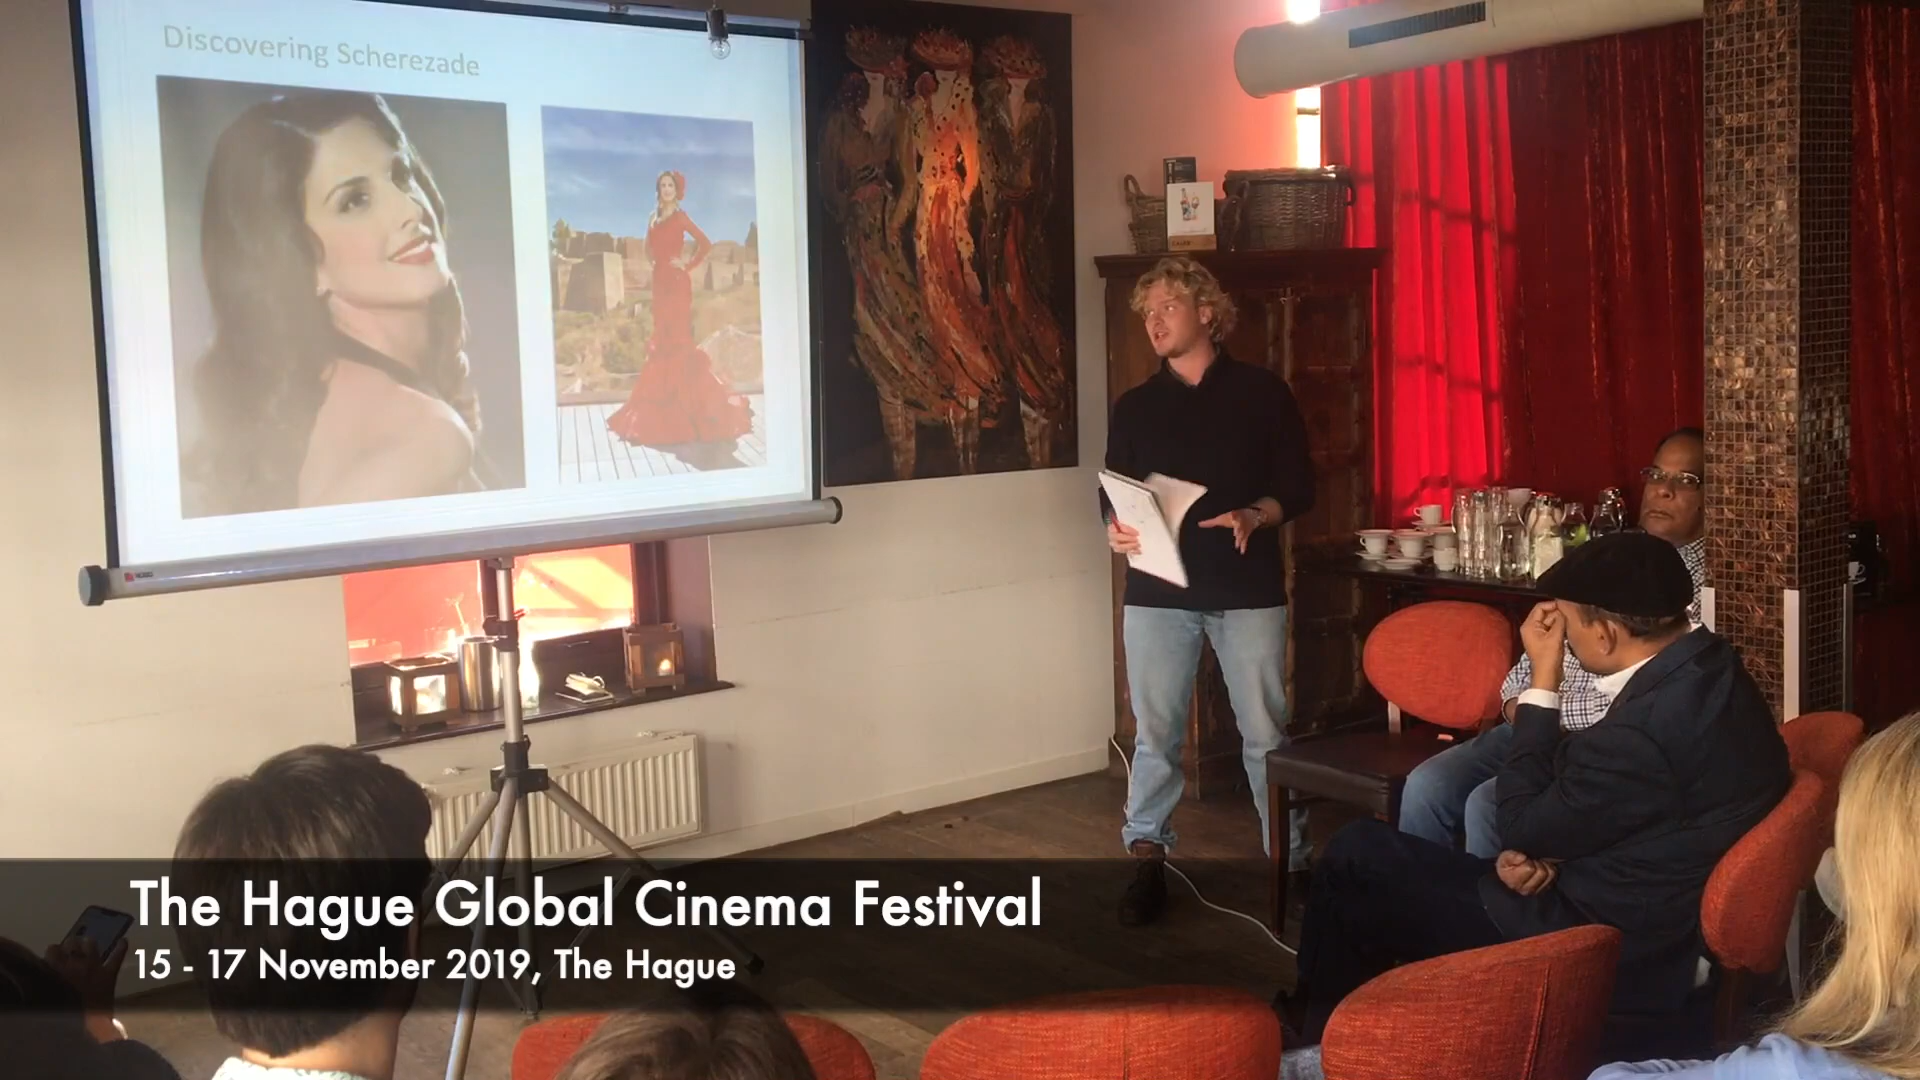 Discovering Scherezade
The Hague Global Cinema Festival
15 - 17 November 2019, The Hague